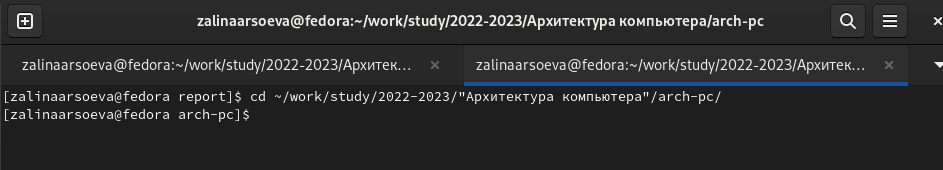 zalinaarsoeva@fedora:~/work/study/2022-2023/Архитектура компьютера/arch-pc
zalinaarsoeva@fedora:~/work/study/2022-2023/Архитек...
zalinaarsoeva@fedora:~/work/study/2022-2023/Архитек...
[zalinaarsoeva@fedora report]$ cd ~/work/study/2022-2023/"Архитектура компьютера"/arch-pc/
[zalinaarsoeva@fedora arch-pc]$